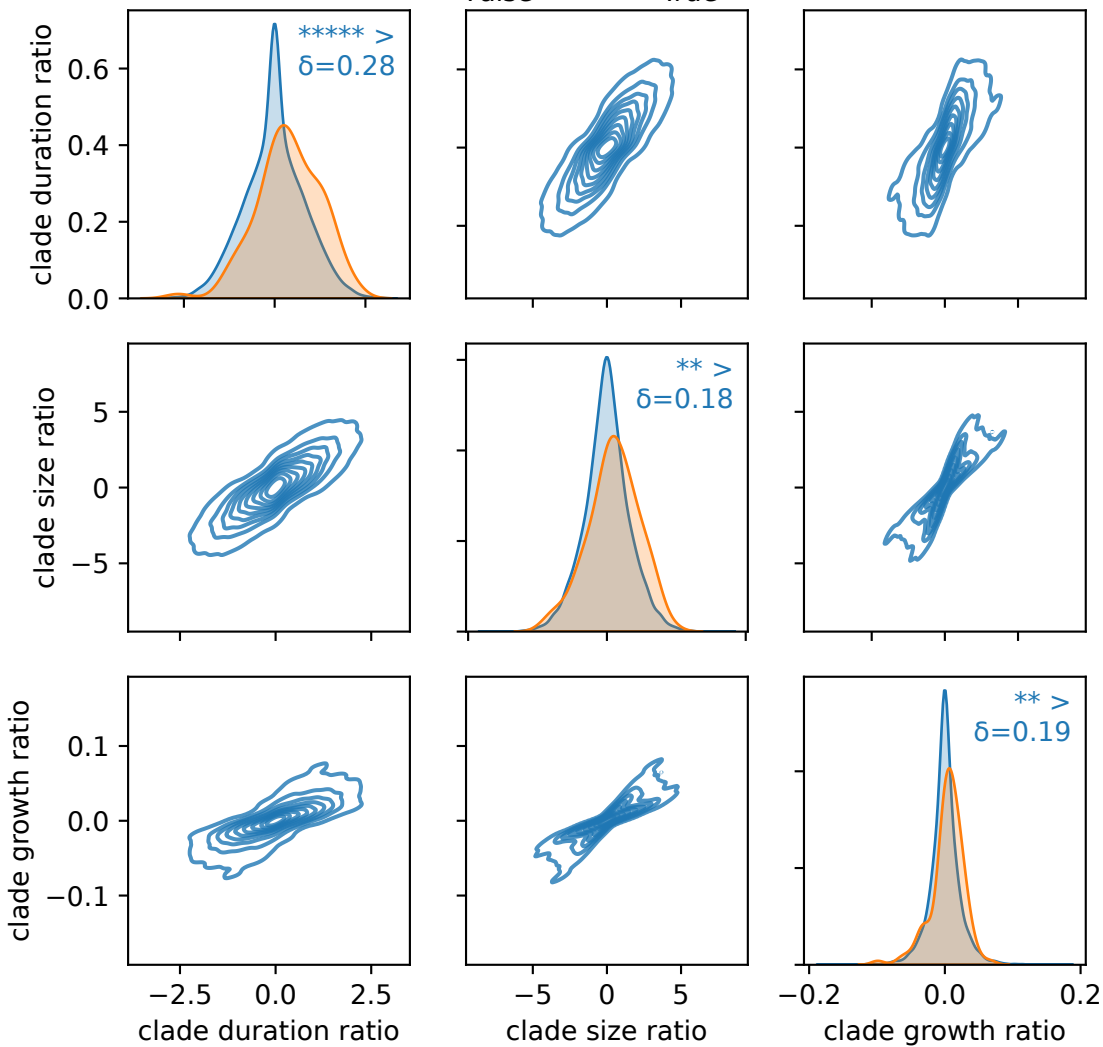 clade duration ratio
0.6
0.4
0.2
0.0
***** >
δ=0.28
clade size ratio
5
0
−5
** >
δ=0.18
clade growth ratio
0.1
0.0
−0.1
** >
δ=0.19
−2.5 0.0 2.5
−5 0 5
−0.2 0.0 0.2
clade duration ratio
clade size ratio
clade growth ratio